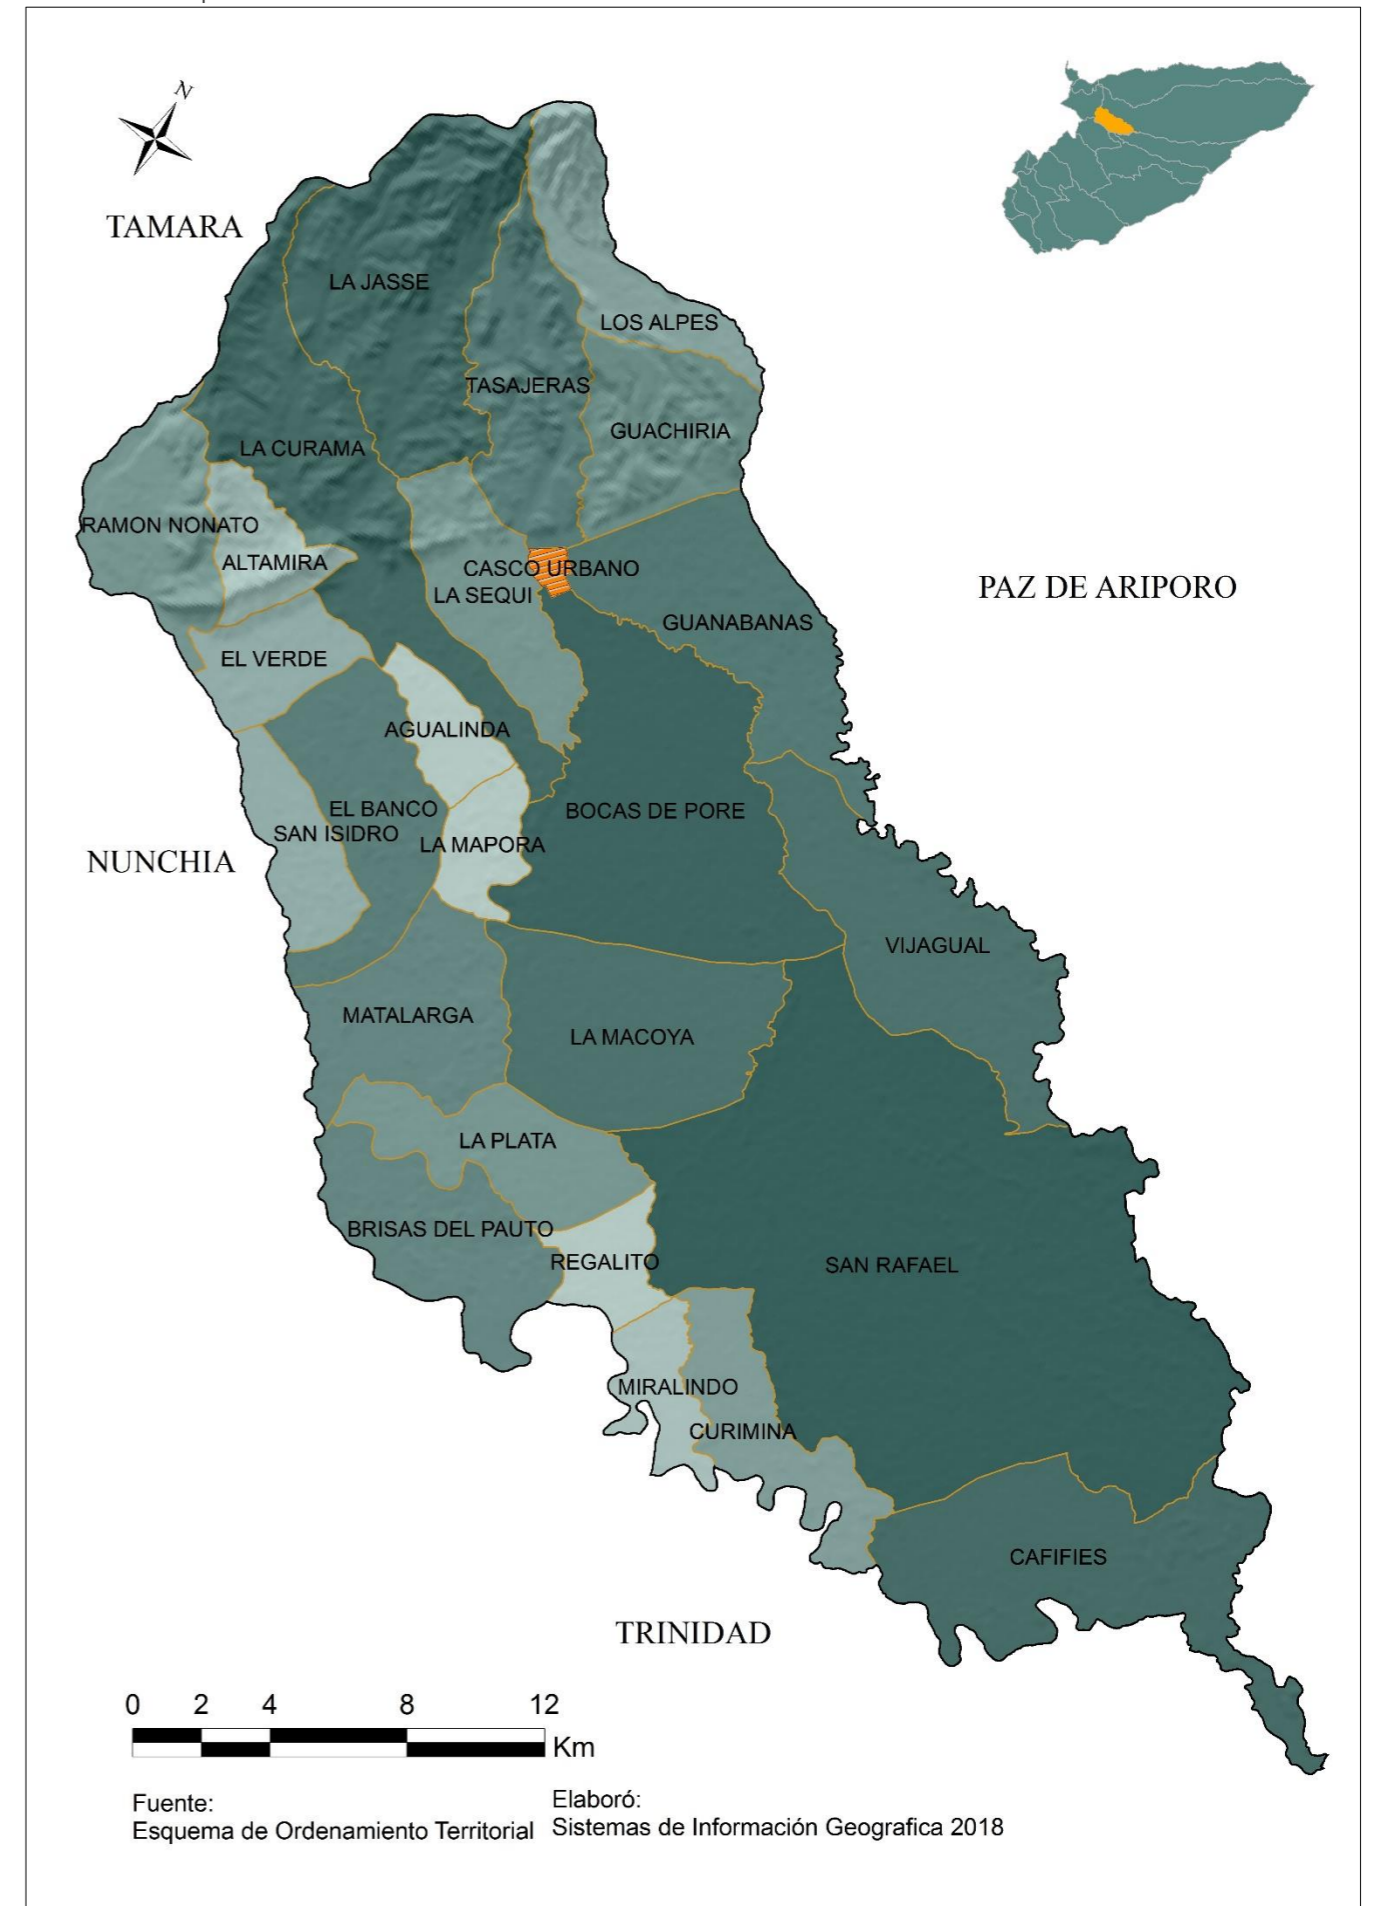 N
TAMARA
LA JASSE
LOS ALPES
TASAJERAS
GUACHIRIA
LA CURAMA
RAMON NONATO
ALTAMIRA
CASCO URBANO
LA SEQUI
PAZ DE ARIPORO
GUANABANAS
EL VERDE
AGUALINDA
EL BANCO
BOCAS DE PORE
SAN ISIDRO
LA MAPORA
NUNCHIA
VIJAGUAL
MATALARGA
LA MACOYA
LA PLATA
BRISAS DEL PAUTO
REGALITO
SAN RAFAEL
MIRALINDO
CURIMINA
CAFIFIES
TRINIDAD
0 2 4 8 12
Km
Fuente:
Esquema de Ordenamiento Territorial
Elaboró:
Sistemas de Información Geografica 2018